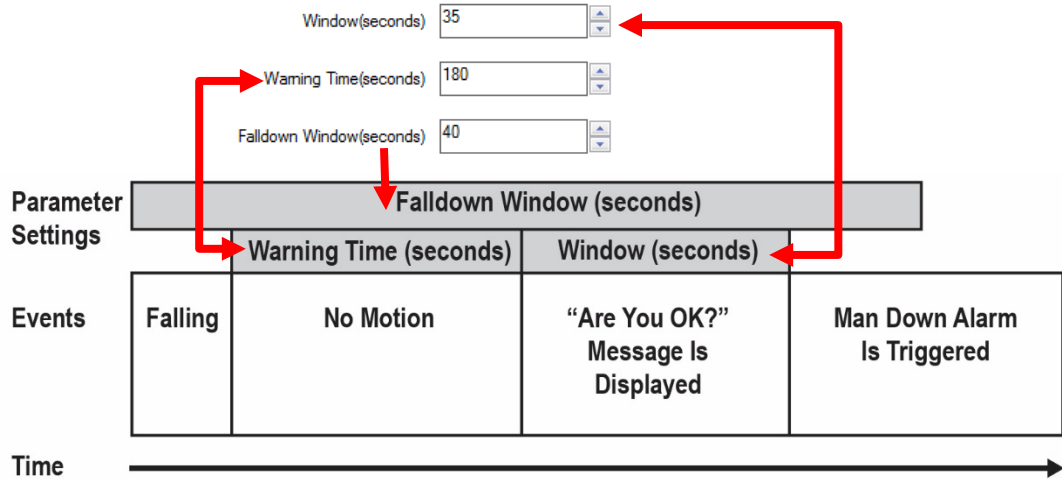 Window(seconds) 35
Warning Time(seconds) 180
Falldown Window(seconds) 40
Parameter
Settings
Falldown Window (seconds)
Warning Time (seconds) Window (seconds)
Events
Falling
No Motion
“Are You OK?”
Message Is
Displayed
Man Down Alarm
Is Triggered
Time